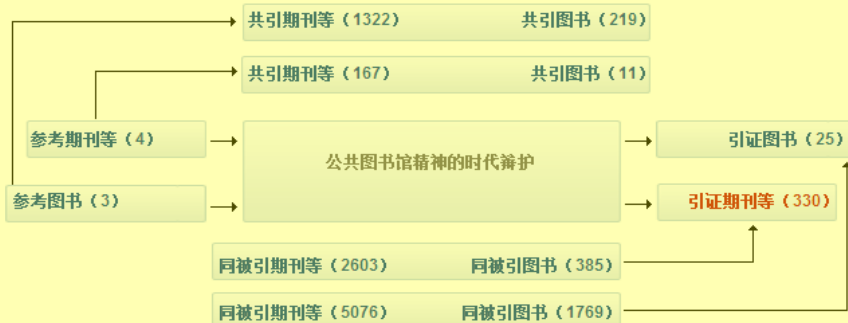 共引期刊等（1322） 共引图书（219）
共引期刊等（167） 共引图书（11）
参考期刊等（4）
公共图书馆精神的时代辩护
引证图书（25）
参考图书（3）
引证期刊等（330）
同被引期刊等（2603） 同被引图书（385）
同被引期刊等（5076） 同被引图书（1769）